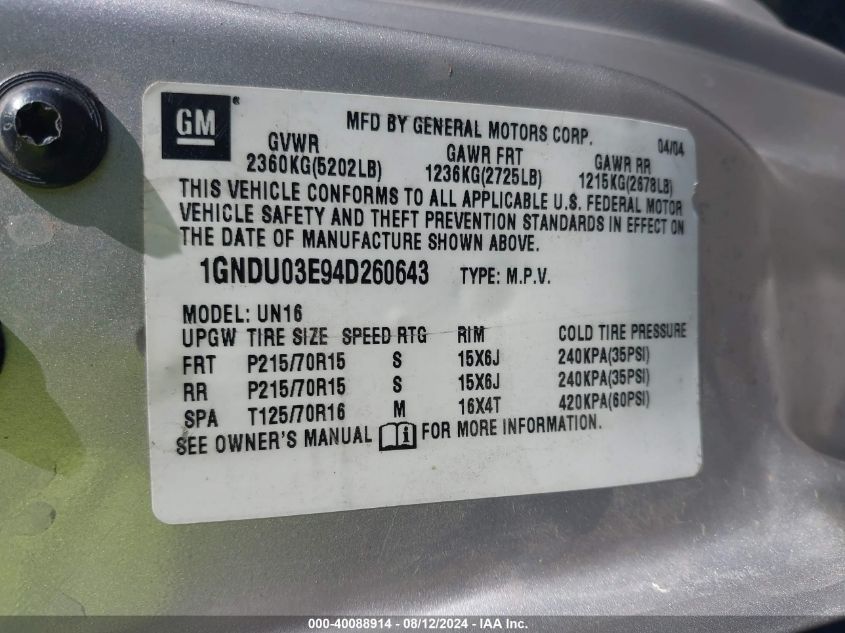 GM
MFD BY GENERAL MOTORS CORP. 04/04
GVWR GAWR FRT GAWR RR
2360KG(5202LB) 1236KG(2725LB) 1215KG(2678LB)
THIS VEHICLE CONFORMS TO ALL APPLICABLE U.S. FEDERAL MOTOR
VEHICLE SAFETY AND THEFT PREVENTION STANDARDS IN EFFECT ON
THE DATE OF MANUFACTURE SHOWN ABOVE.
1GNDU03E94D260643 TYPE: M.P.V.
MODEL: UN16
UPGW TIRE SIZE SPEED RTG RIM COLD TIRE PRESSURE
FRT P215/70R15 S 15X6J 240KPA(35PSI)
RR P215/70R15 S 15X6J 240KPA(35PSI)
SPA T125/70R16 M 16X4T 420KPA(60PSI)
SEE OWNER'S MANUAL FOR MORE INFORMATION.
000-40088914 - 08/12/2024 - IAA Inc.